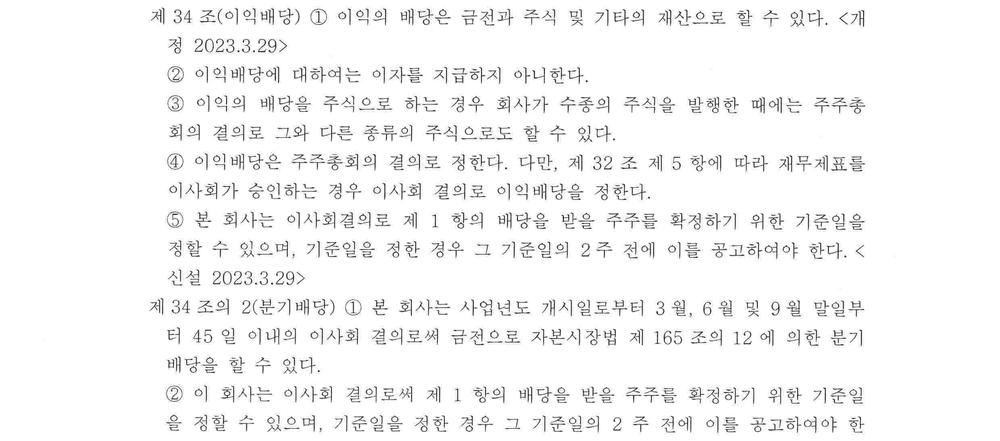 제 34 조(이익배당) ① 이익의 배당은 금전과 주식 및 기타의 재산으로 할 수 있다. <개
정 2023.3.29>
② 이익배당에 대하여는 이자를 지급하지 아니한다.
③ 이익의 배당을 주식으로 하는 경우 회사가 수종의 주식을 발행한 때에는 주주총
회의 결의로 그와 다른 종류의 주식으로도 할 수 있다.
④ 이익배당은 주주총회의 결의로 정한다. 다만, 제 32 조 제 5 항에 따라 재무제표를
이사회가 승인하는 경우 이사회 결의로 이익배당을 정한다.
⑤ 본 회사는 이사회결의로 제 1 항의 배당을 받을 주주를 확정하기 위한 기준일을
정할 수 있으며, 기준일을 정한 경우 그 기준일의 2 주 전에 이를 공고하여야 한다. <
신설 2023.3.29>
제 34 조의 2(분기배당) ① 본 회사는 사업년도 개시일로부터 3 월, 6 월 및 9 월 말일부
터 45 일 이내의 이사회 결의로써 금전으로 자본시장법 제 165 조의 12 에 의한 분기
배당을 할 수 있다.
② 이 회사는 이사회 결의로써 제 1 항의 배당을 받을 주주를 확정하기 위한 기준일
을 정할 수 있으며, 기준일을 정한 경우 그 기준일의 2 주 전에 이를 공고하여야 한